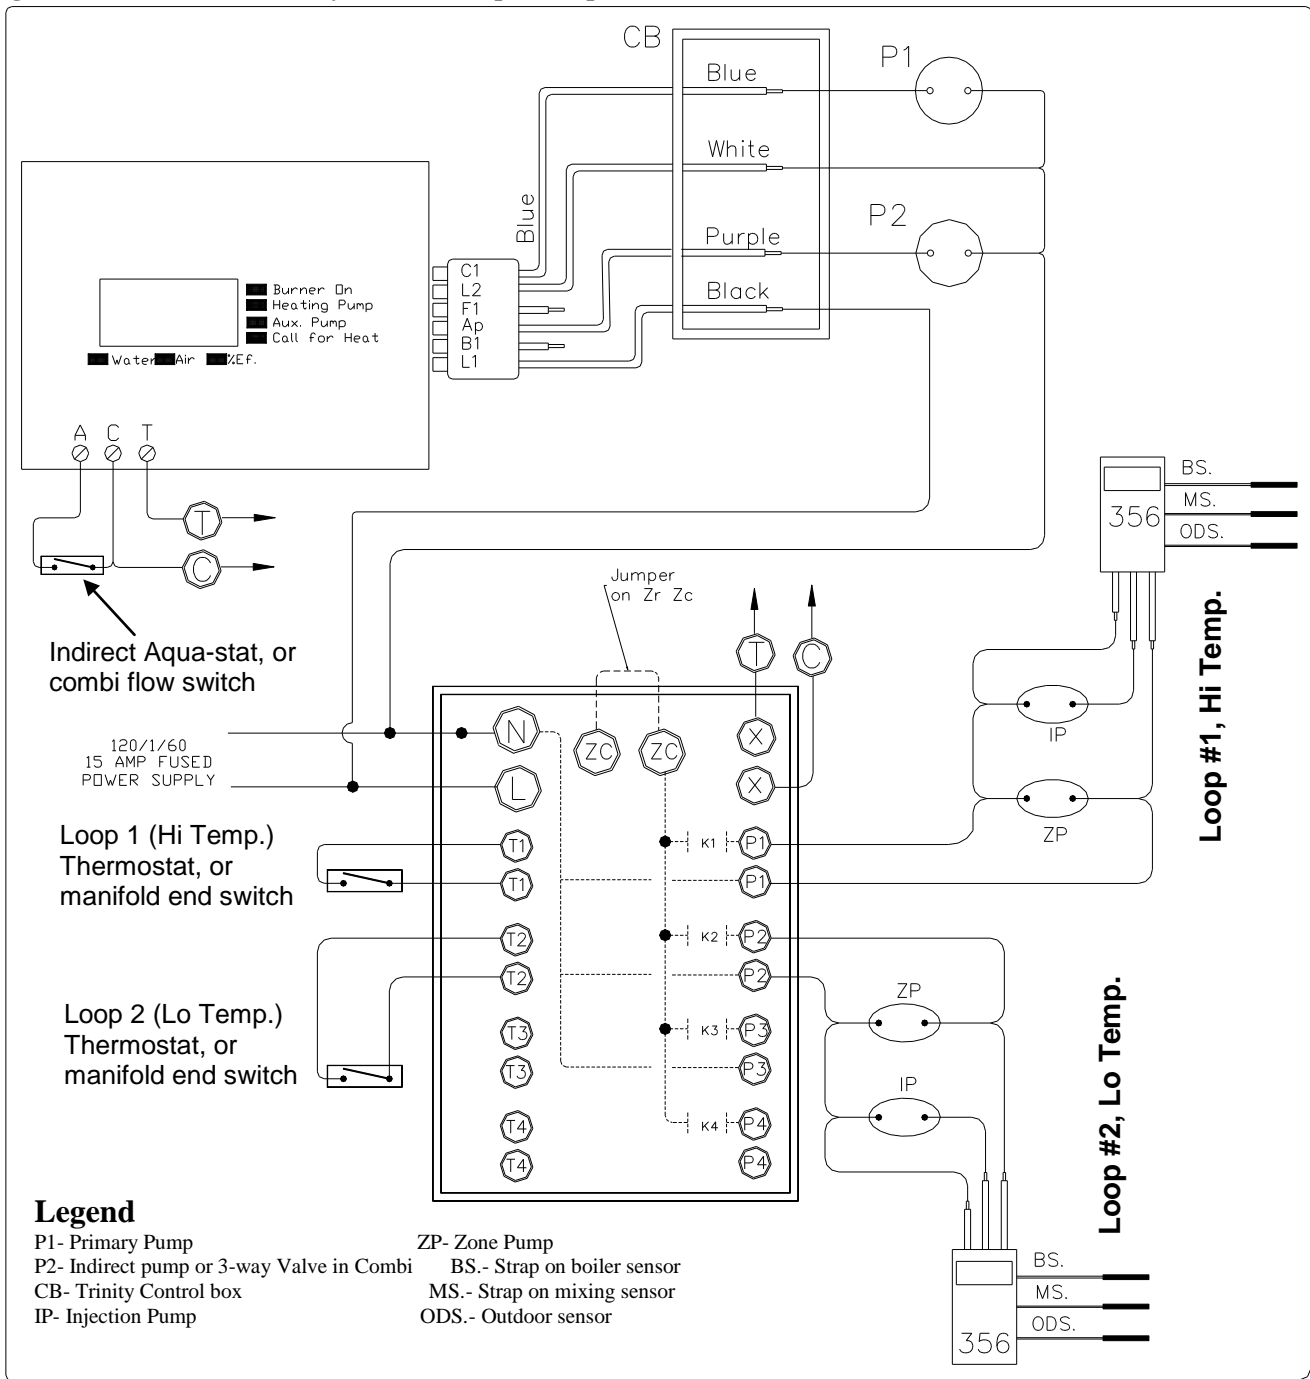 CB
P1
Blue
White
Blue
P2
Purple
Black
C1
L2
F1
Ap
B1
L1
Burner On
Heating Pump
Aux. Pump
Call for Heat
Water
Air
%Ef.
A C T
T
C
Indirect Aqua-stat, or
combi flow switch
BS.
MS.
ODS.
356
Loop #1, Hi Temp.
Jumper
on Zr Zc
T
C
IP
ZP
120/1/60
15 AMP FUSED
POWER SUPPLY
N
ZC
ZC
X
L
X
Loop 1 (Hi Temp.)
Thermostat, or
manifold end switch
T1
K1
P1
T1
P1
T2
K2
P2
T2
P2
Loop 2 (Lo Temp.)
Thermostat, or
manifold end switch
T3
K3
P3
T3
P3
T4
K4
P4
T4
P4
ZP
IP
Loop #2, Lo Temp.
BS.
MS.
ODS.
356
Legend
P1- Primary Pump
ZP- Zone Pump
P2- Indirect pump or 3-way Valve in Combi
BS.- Strap on boiler sensor
CB- Trinity Control box
MS.- Strap on mixing sensor
IP- Injection Pump
ODS.- Outdoor sensor